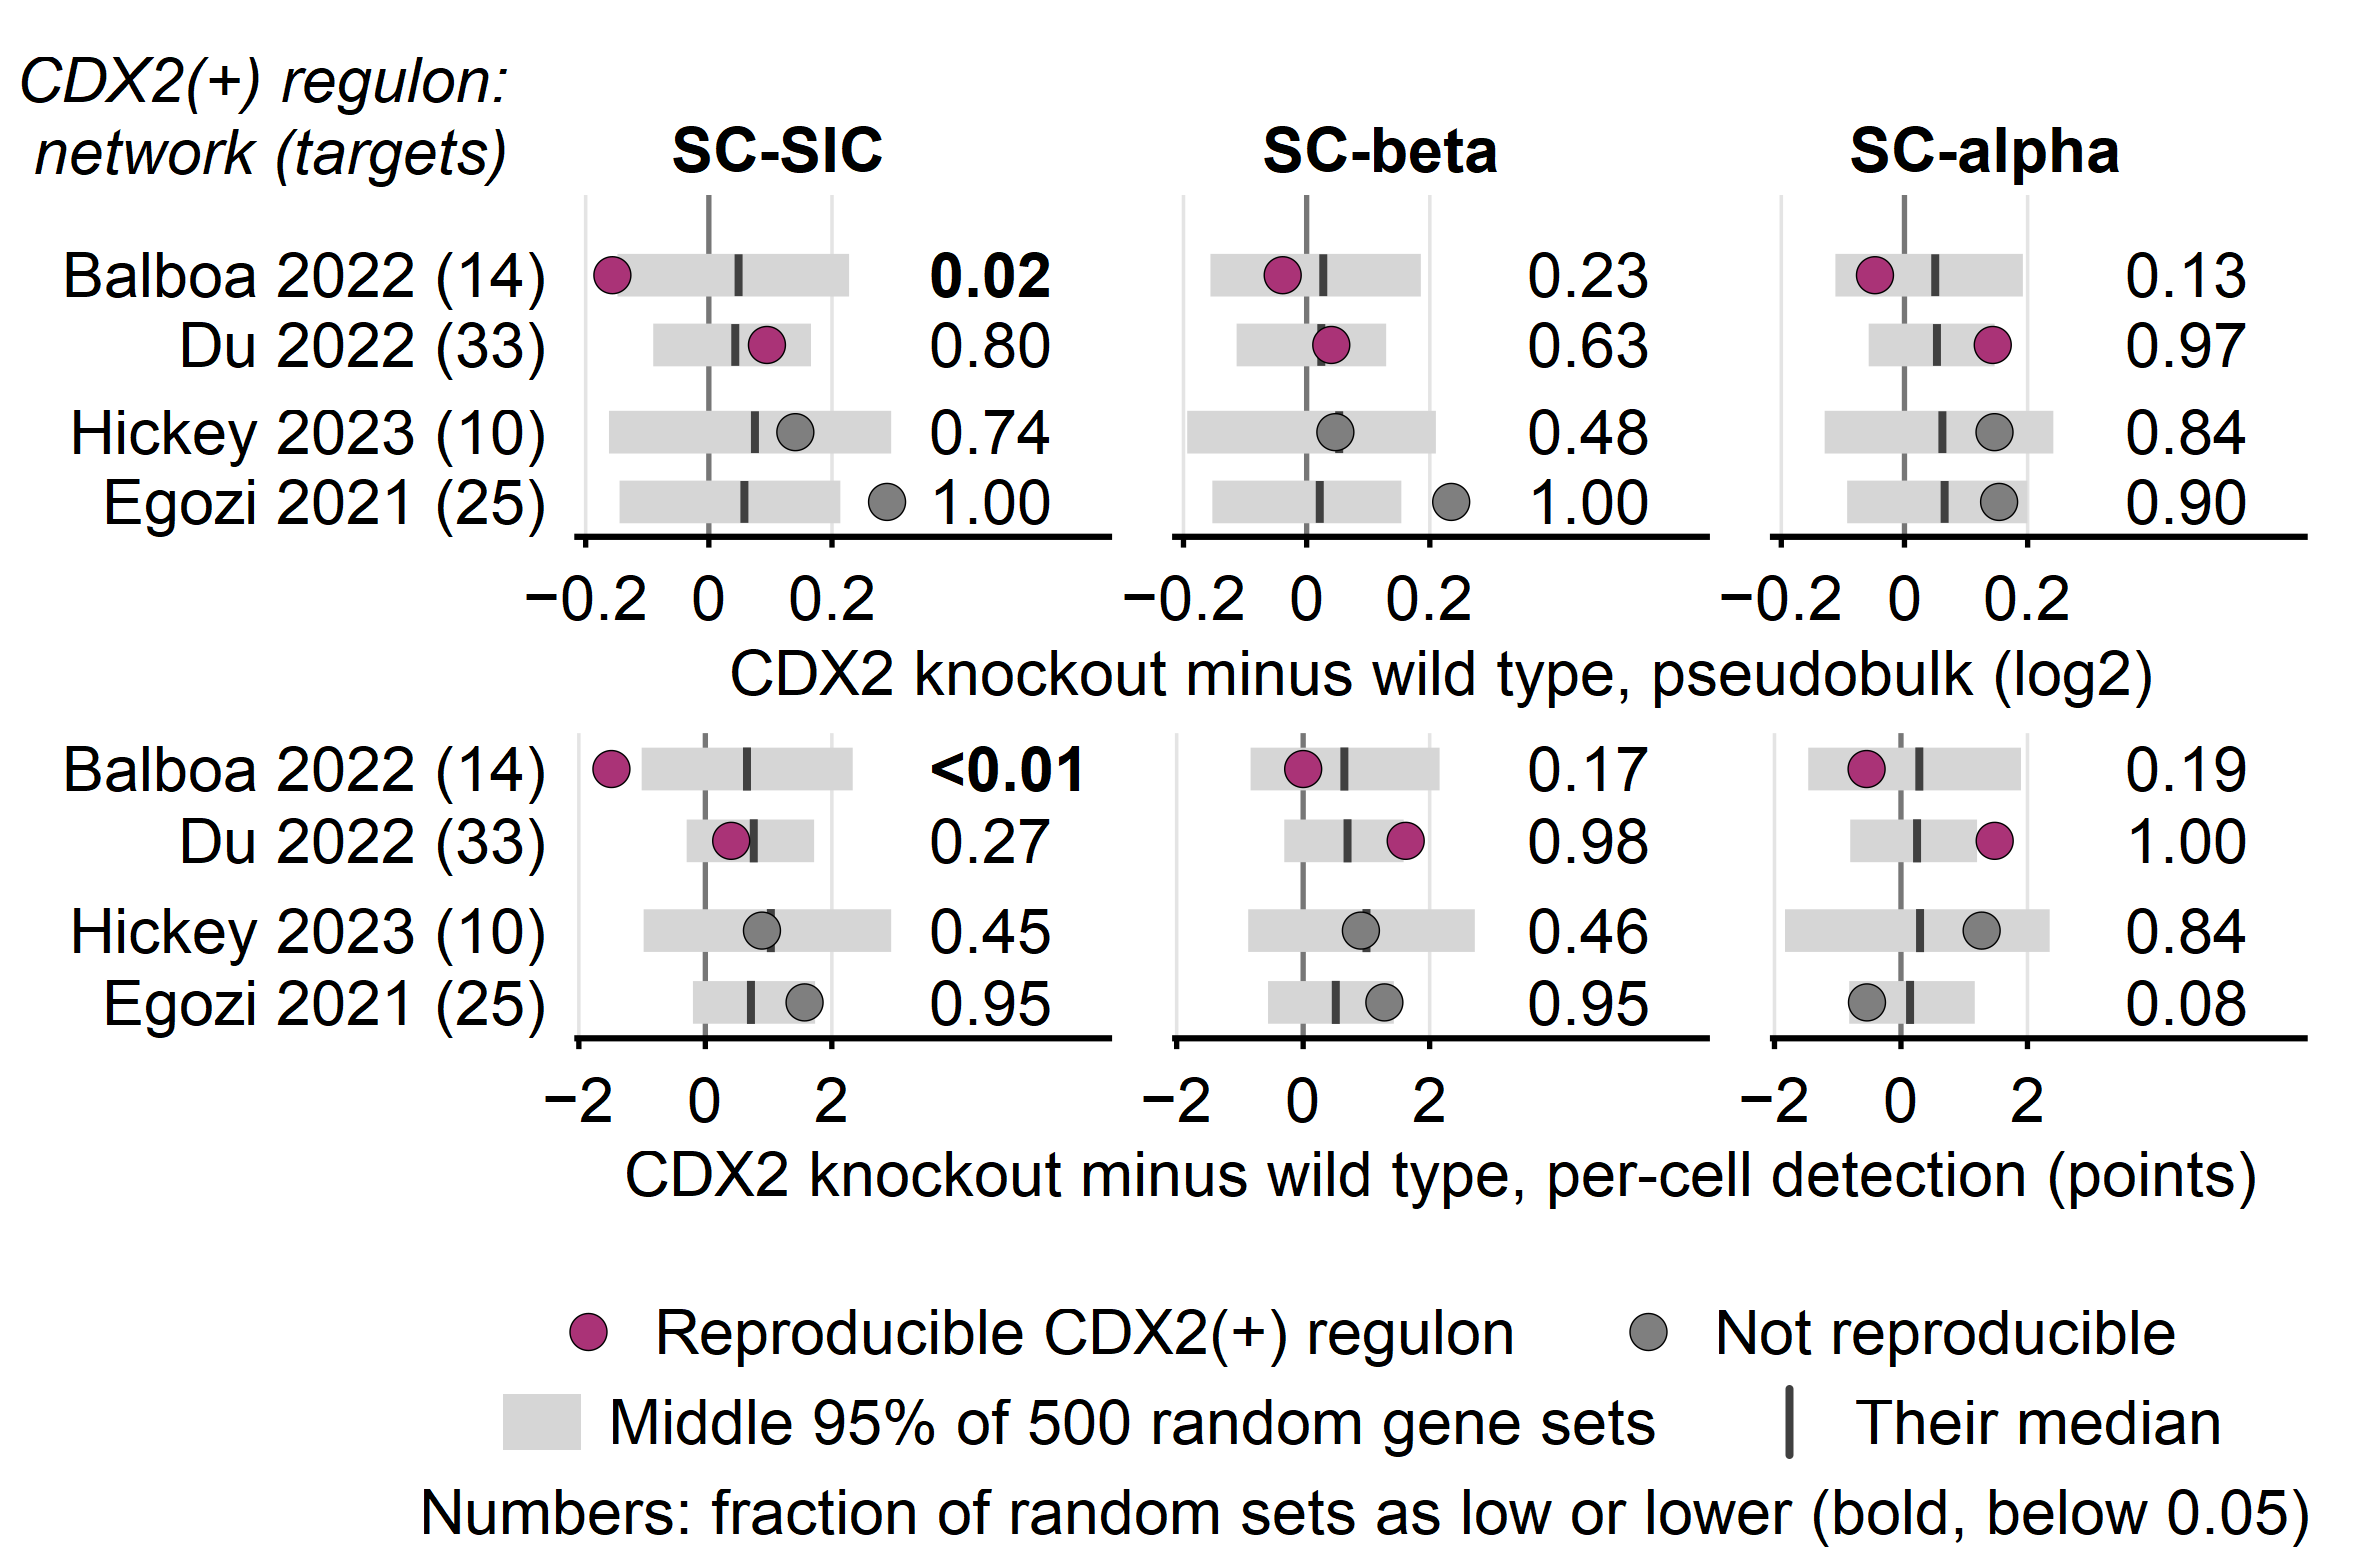 CDX2(+) regulon:
network (targets)
SC-SIC SC-beta SC-alpha
Balboa 2022 (14) 0.02 0.23 0.13
Du 2022 (33) 0.80 0.63 0.97
Hickey 2023 (10) 0.74 0.48 0.84
Egozi 2021 (25) 1.00 1.00 0.90
−0.2 0 0.2 −0.2 0 0.2 −0.2 0 0.2
CDX2 knockout minus wild type, pseudobulk (log2)
Balboa 2022 (14) <0.01 0.17 0.19
Du 2022 (33) 0.27 0.98 1.00
Hickey 2023 (10) 0.45 0.46 0.84
Egozi 2021 (25) 0.95 0.95 0.08
−2 0 2 −2 0 2 −2 0 2
CDX2 knockout minus wild type, per-cell detection (points)
Reproducible CDX2(+) regulon Not reproducible
Middle 95% of 500 random gene sets Their median
Numbers: fraction of random sets as low or lower (bold, below 0.05)